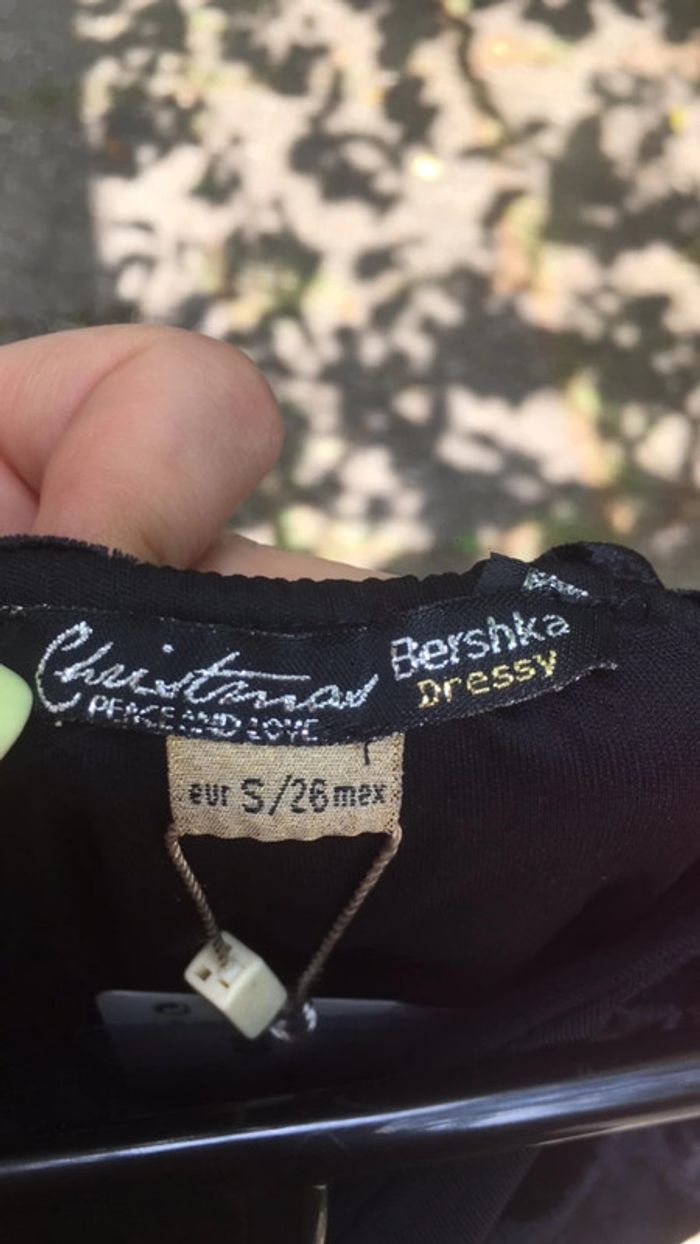 Christmas
PEACE AND LOVE
Bershka
Dressy
eur S/26 mex